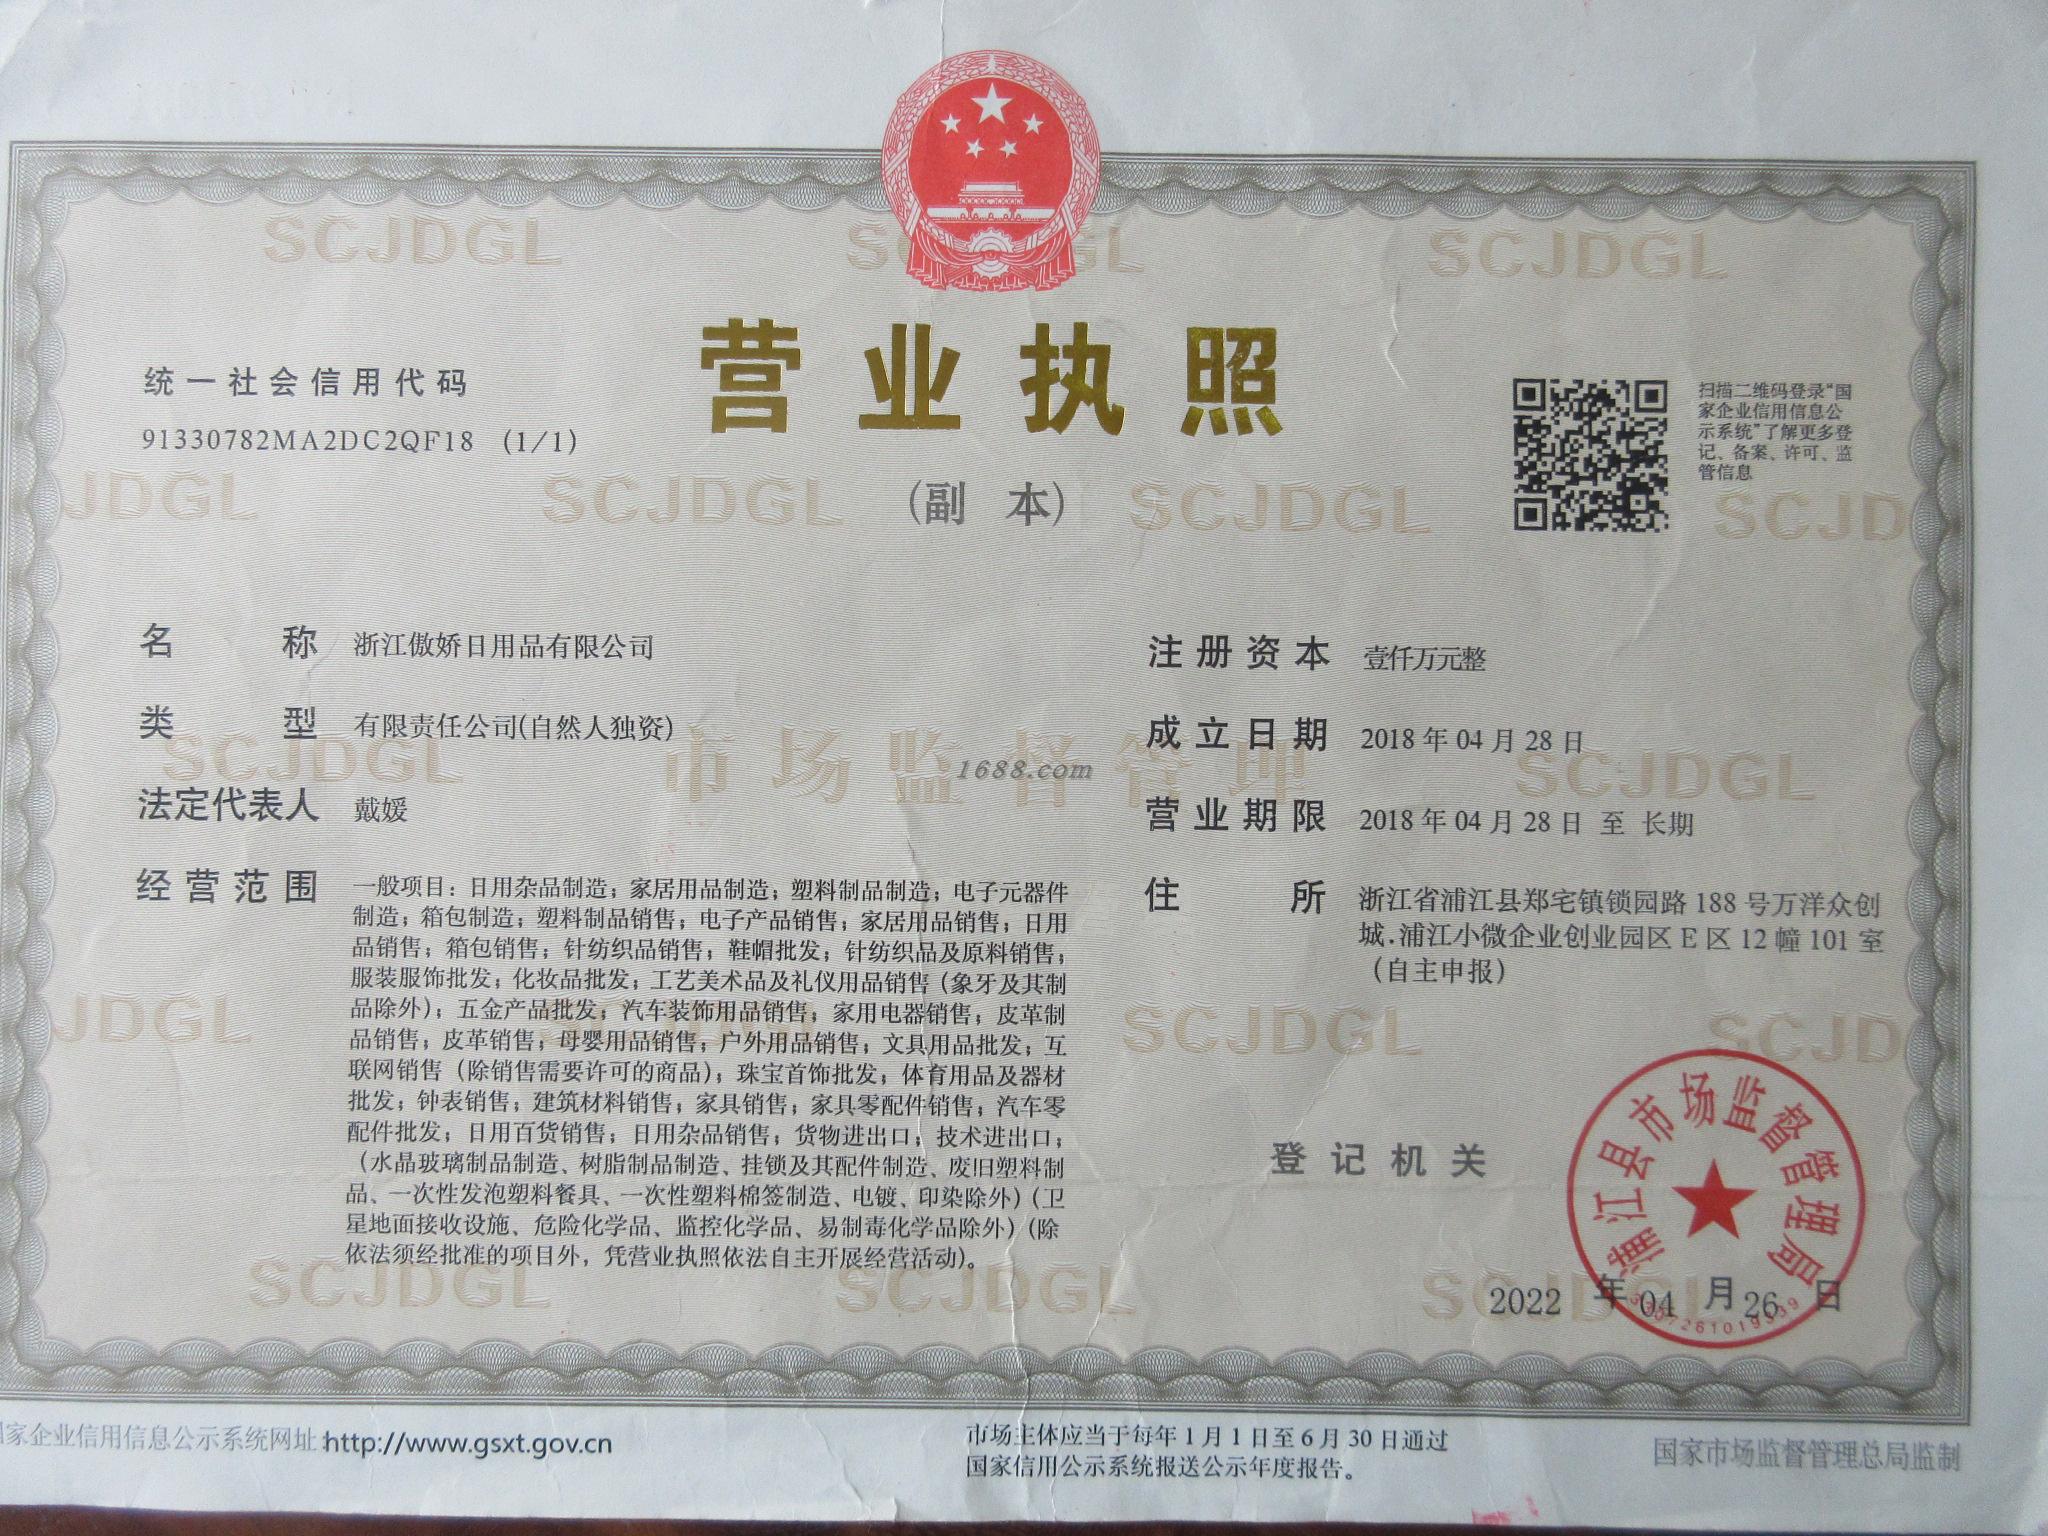 统一社会信用代码
91330782MA2DC2QF18 (1/1)
营业执照
(副 本)
扫描二维码登录“国
家企业信用信息公
示系统”了解更多登
记、备案、许可、监
管信息
名 称 浙江傲娇日用品有限公司
类 型 有限责任公司(自然人独资)
法定代表人 戴媛
经营范围 一般项目：日用杂品制造；家居用品制造；塑料制品制造；电子元器件
制造；箱包制造；塑料制品销售；电子产品销售；家居用品销售；日用
品销售；箱包销售；针纺织品销售；鞋帽批发；针纺织品及原料销售；
服装服饰批发；化妆品批发；工艺美术品及礼仪用品销售（象牙及其制
品除外）；五金产品批发；汽车装饰用品销售；家用电器销售；皮革制
品销售；皮革销售；母婴用品销售；户外用品销售；文具用品批发；互
联网销售（除销售需要许可的商品）；珠宝首饰批发；体育用品及器材
批发；钟表销售；建筑材料销售；家具销售；家具零配件销售；汽车零
配件批发；日用百货销售；日用杂品销售；货物进出口；技术进出口；
（水晶玻璃制品制造、树脂制品制造、挂锁及其配件制造、废旧塑料制
品、一次性发泡塑料餐具、一次性塑料棉签制造、电镀、印染除外）（卫
星地面接收设施、危险化学品、监控化学品、易制毒化学品除外）（除
依法须经批准的项目外，凭营业执照依法自主开展经营活动）。
注册资本 壹仟万元整
成立日期 2018年04月28日
营业期限 2018年04月28日 至 长期
住 所 浙江省浦江县郑宅镇锁园路188号万洋众创
城.浦江小微企业创业园区E区12幢101室
（自主申报）
市场监督管理
1688.com
登记机关
浦江县市场监督管理局
3307261019339
2022 年 04 月 26 日
SCJDGL
SCJDGL
SCJDGL
JDGL
SCJDGL
SCJDGL
SCJD
SCJDGL
SCJDGL
JDGL
SCJDGL
SCJD
SCJDGL
SCJDGL
SCJDGL
国家企业信用信息公示系统网址:http://www.gsxt.gov.cn
市场主体应当于每年1月1日至6月30日通过
国家信用公示系统报送公示年度报告。
国家市场监督管理总局监制